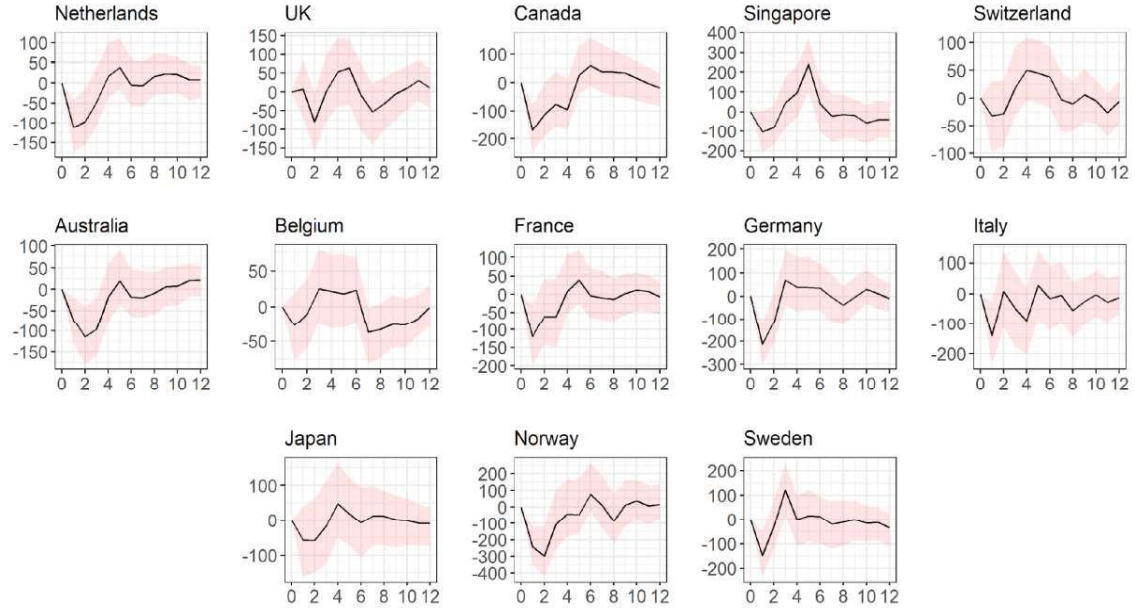 Netherlands UK Canada Singapore Switzerland
100 50 0 -50 -100 -150
0 2 4 6 8 10 12
150 100 50 0 -50 -100 -150
0 2 4 6 8 10 12
100 0 -100 -200
0 2 4 6 8 10 12
400 300 200 100 0 -100 -200
0 2 4 6 8 10 12
100 50 0 -50 -100
0 2 4 6 8 10 12
Australia Belgium France Germany Italy
100 50 0 -50 -100 -150
0 2 4 6 8 10 12
50 0 -50
0 2 4 6 8 10 12
100 50 0 -50 -100 -150 -200
0 2 4 6 8 10 12
200 100 0 -100 -200 -300
0 2 4 6 8 10 12
100 0 -100 -200
0 2 4 6 8 10 12
Japan Norway Sweden
100 0 -100
0 2 4 6 8 10 12
200 100 0 -100 -200 -300 -400
0 2 4 6 8 10 12
200 100 0 -100 -200
0 2 4 6 8 10 12